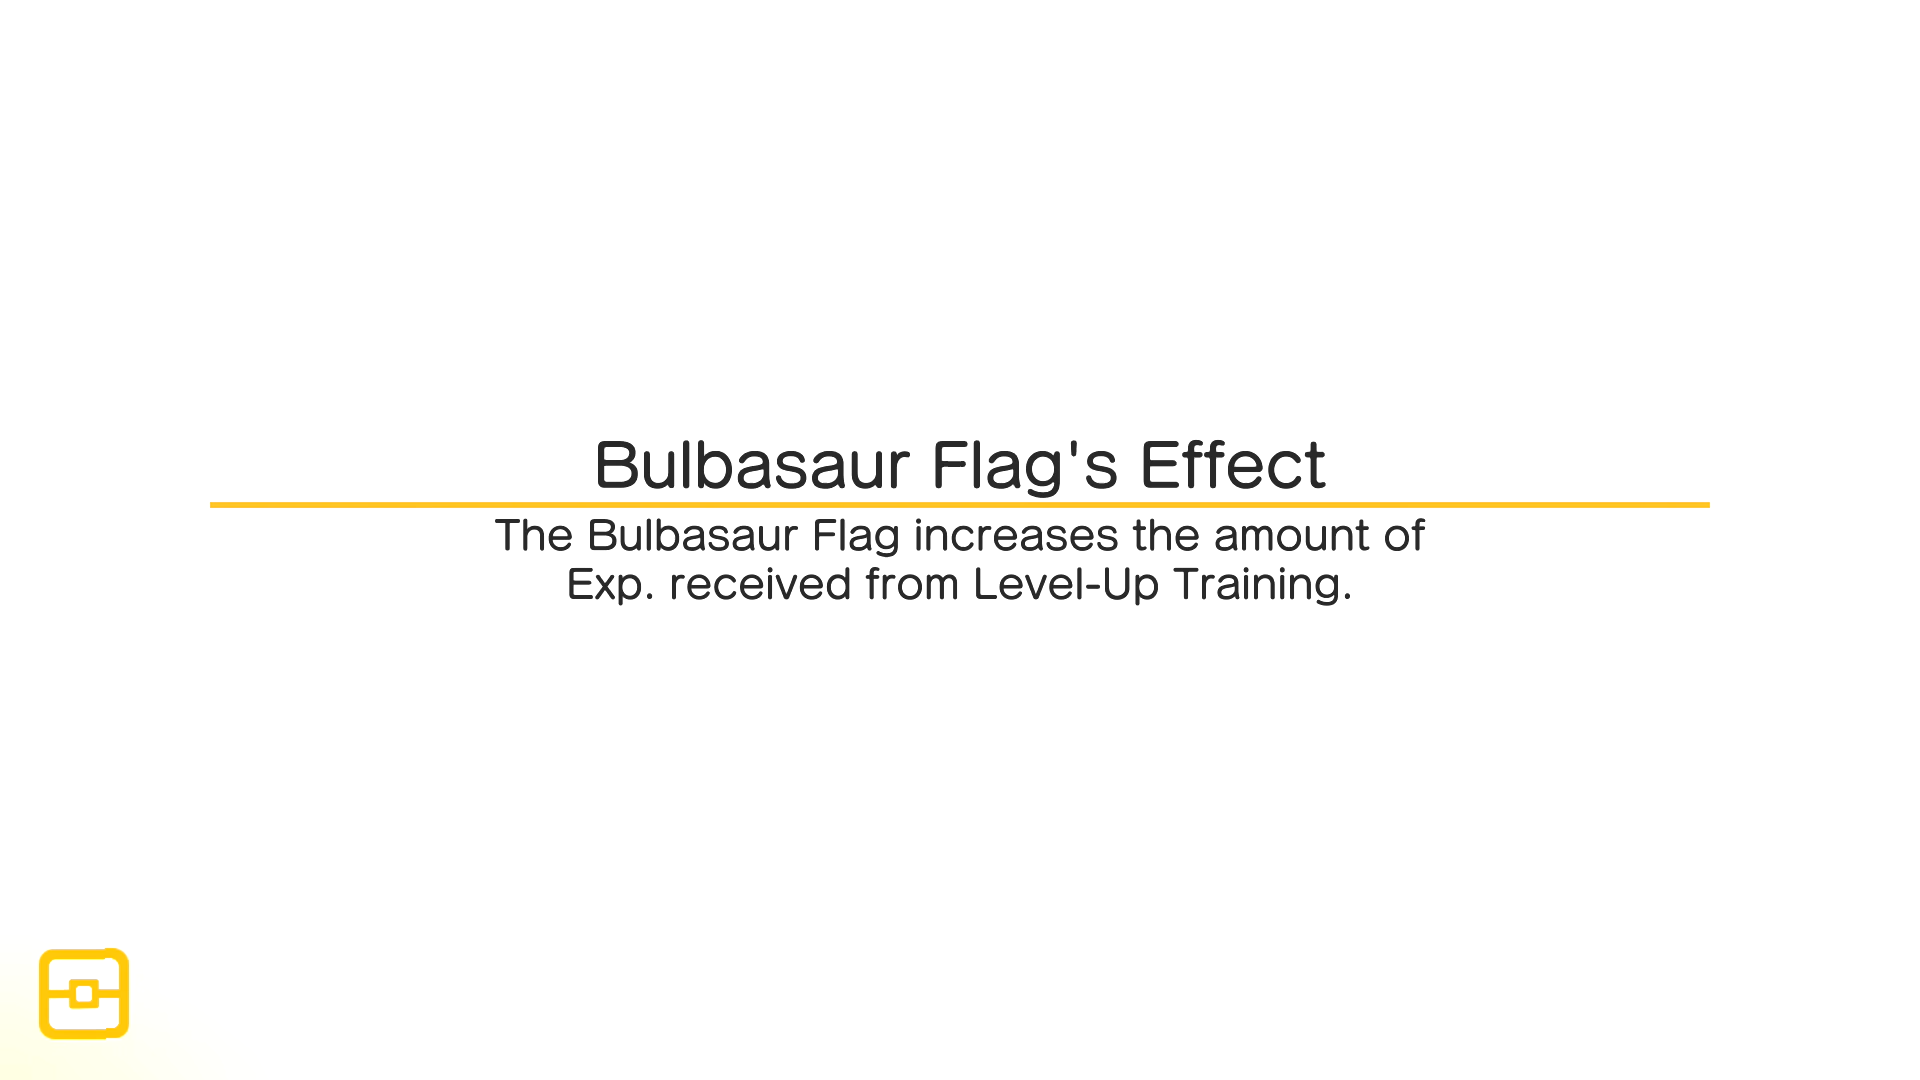 Bulbasaur Flag's Effect
The Bulbasaur Flag increases the amount of
Exp. received from Level-Up Training.